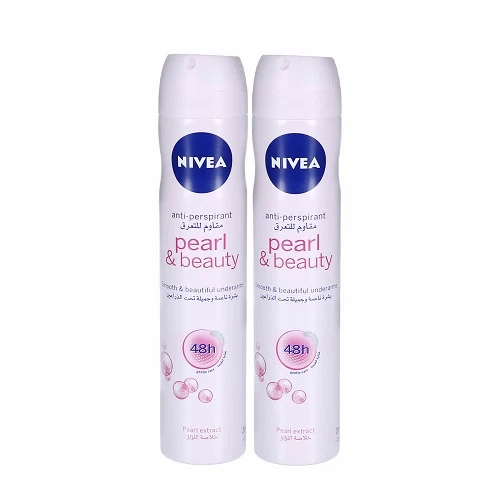 NIVEA
anti-perspirant
مقاوم للتعرق
pearl
& beauty
smooth & beautiful underarms
بشرة ناعمة وجميلة تحت الذراعين
48h
Pearl extract
خلاصة اللؤلؤ
NIVEA
anti-perspirant
مقاوم للتعرق
pearl
& beauty
smooth & beautiful underarms
بشرة ناعمة وجميلة تحت الذراعين
48h
Pearl extract
خلاصة اللؤلؤ